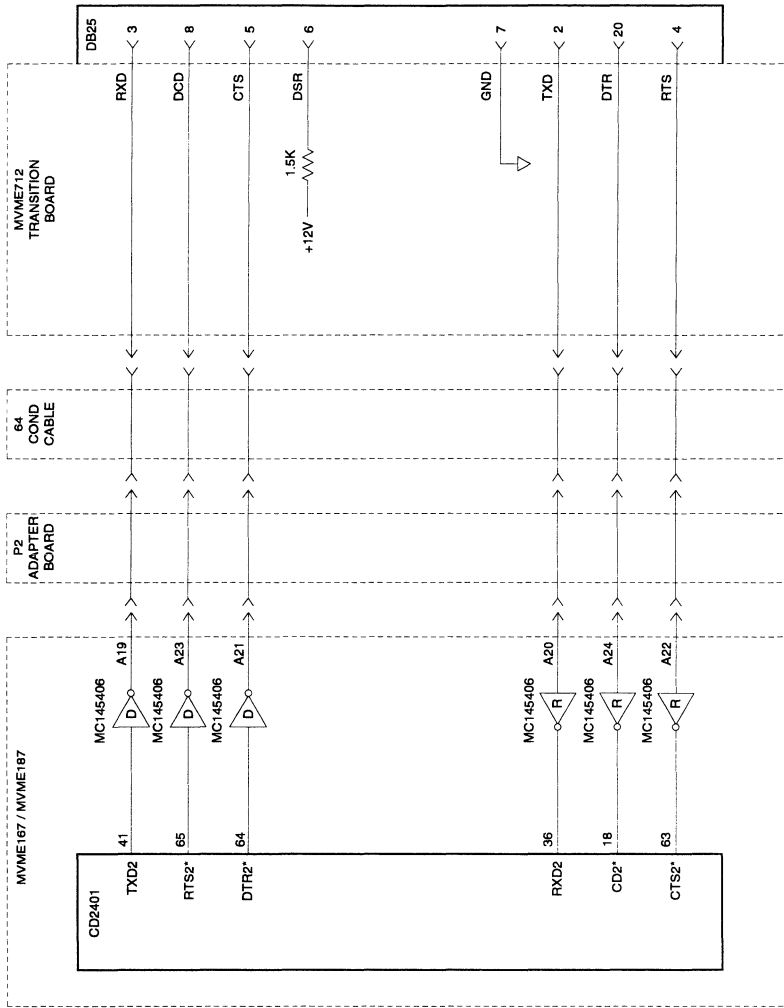 MVME167 / MVME187
P2
ADAPTER
BOARD
64
COND
CABLE
MVME712
TRANSITION
BOARD
CD2401
DB25
TXD2
41
MC145406
D
A19
RXD
3
RTS2*
65
MC145406
D
A23
DCD
8
DTR2*
64
MC145406
D
A21
CTS
5
+12V
1.5K
DSR
6
GND
7
RXD2
36
MC145406
R
A20
TXD
2
CD2*
18
MC145406
R
A24
DTR
20
CTS2*
63
MC145406
R
A22
RTS
4